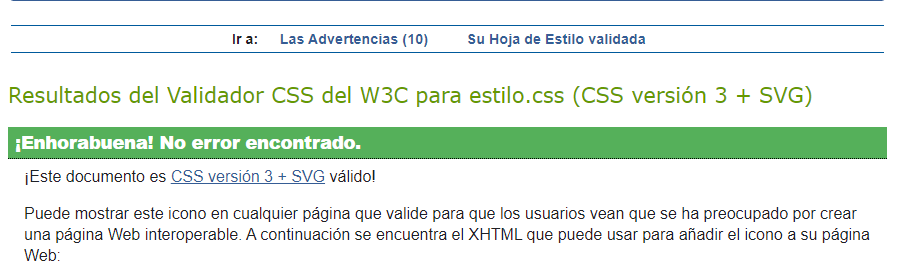 Ir a: Las Advertencias (10) Su Hoja de Estilo validada
Resultados del Validador CSS del W3C para estilo.css (CSS versión 3 + SVG)
¡Enhorabuena! No error encontrado.
¡Este documento es CSS versión 3 + SVG válido!
Puede mostrar este icono en cualquier página que valide para que los usuarios vean que se ha preocupado por crear
una página Web interoperable. A continuación se encuentra el XHTML que puede usar para añadir el icono a su página
Web: